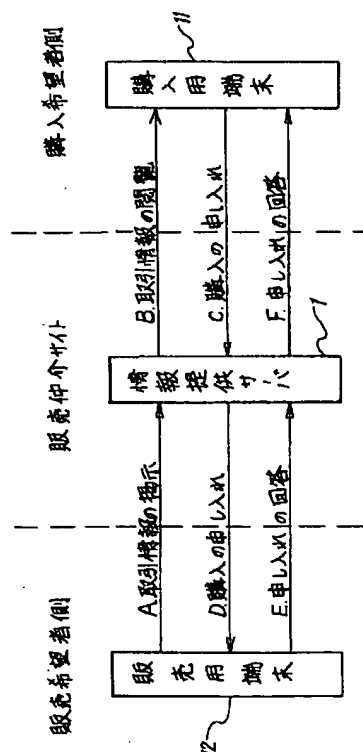 販売希望者側
販売仲介サイト
購入希望者側
販売用端末
12
A.取引情報の掲示
D.購入の申し入れ
E.申し入れの回答
情報提供サーバ
1
B.取引情報の閲覧
C.購入の申し入れ
F.申し入れの回答
購入用端末
11